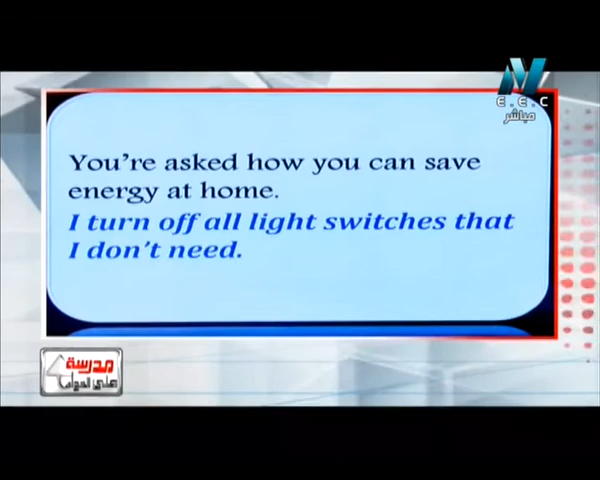 E . E . C
مباشر
You're asked how you can save
energy at home.
I turn off all light switches that
I don't need.
مدرسة
على الهواء